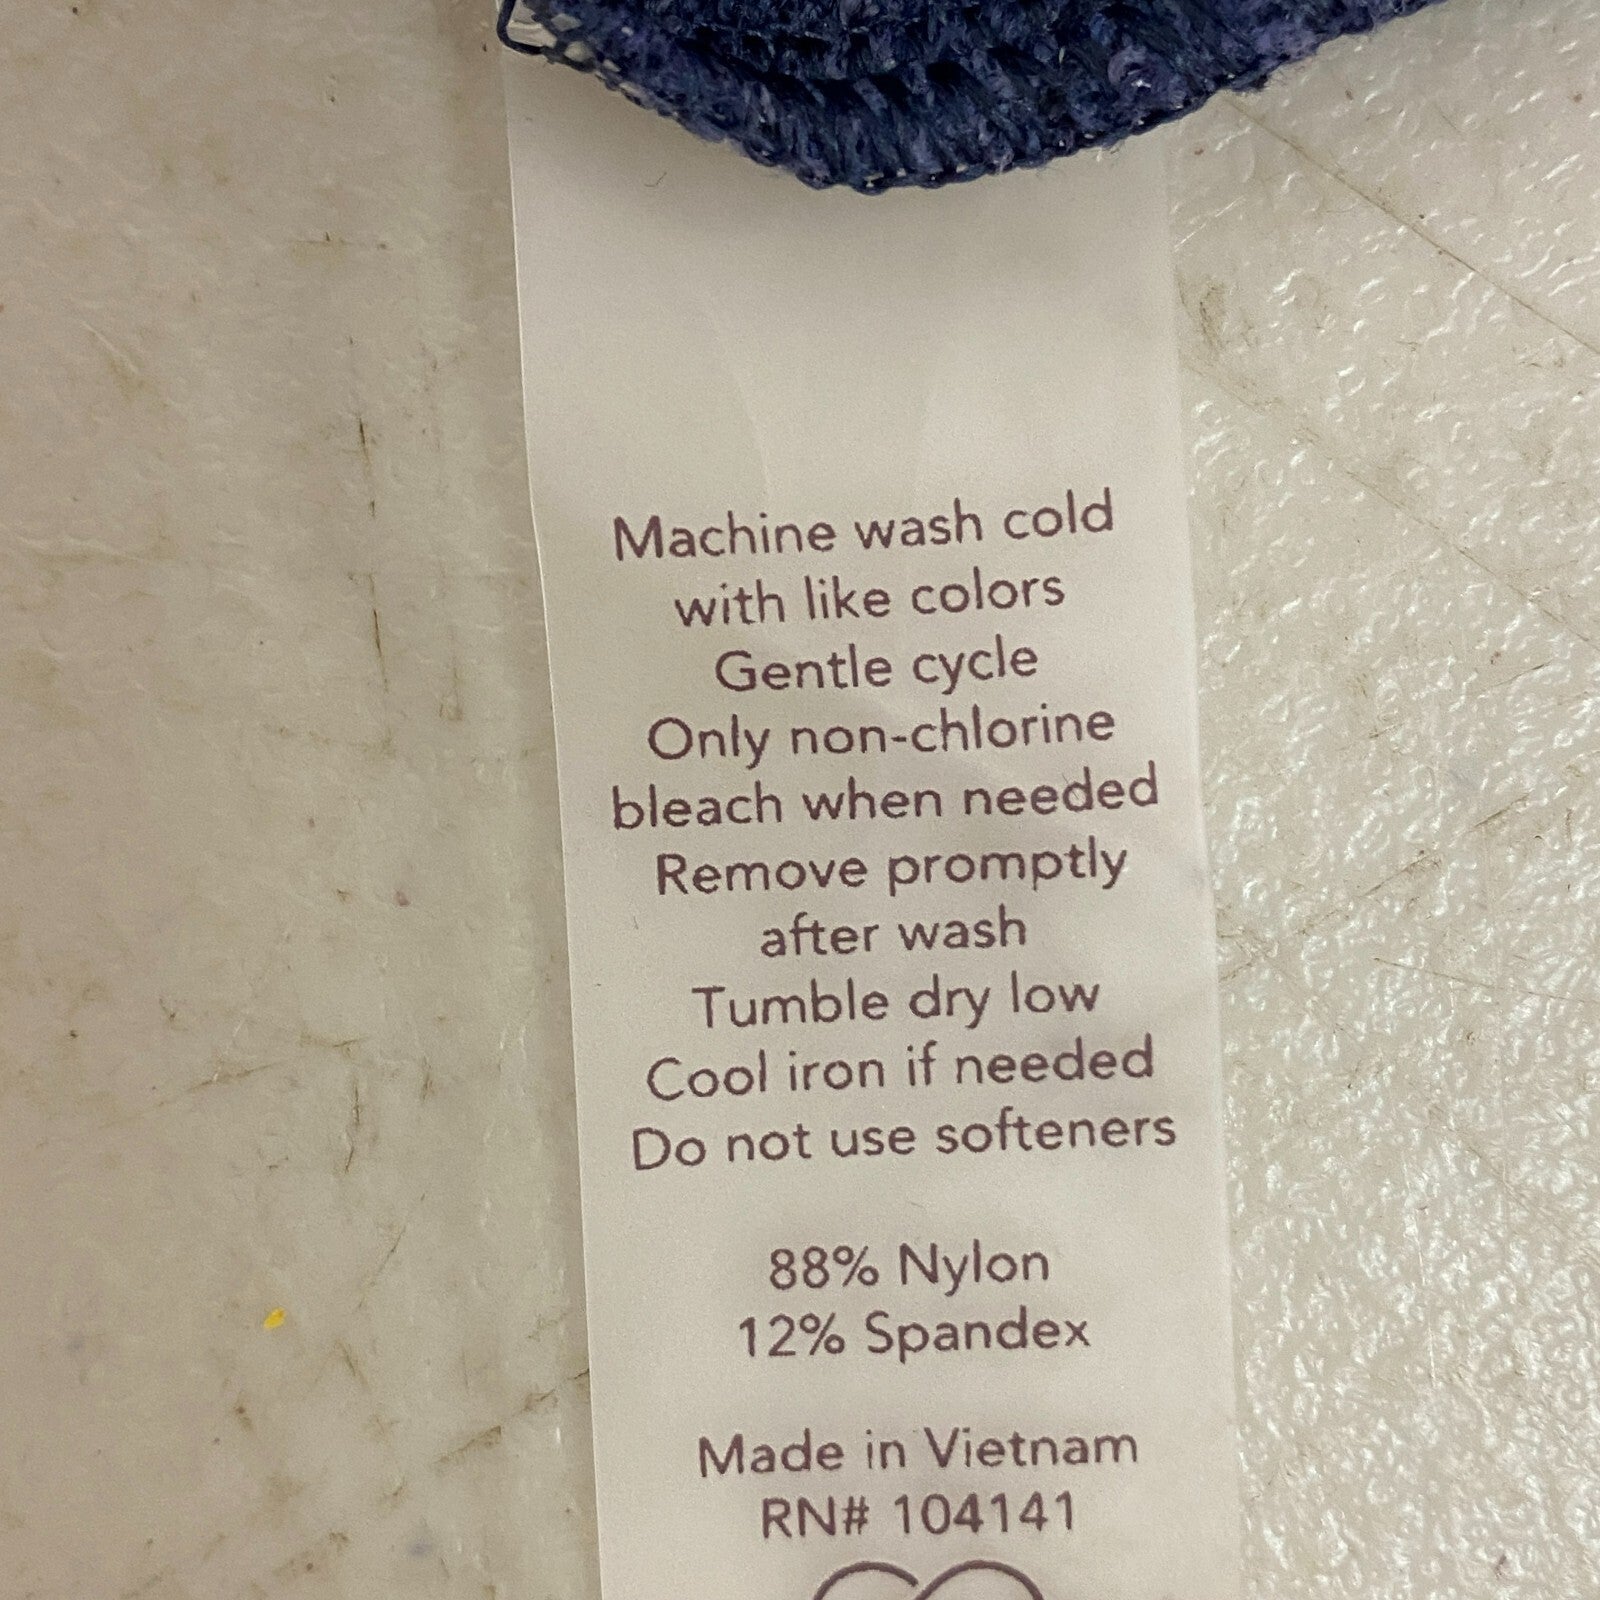 Machine wash cold
with like colors
Gentle cycle
Only non-chlorine
bleach when needed
Remove promptly
after wash
Tumble dry low
Cool iron if needed
Do not use softeners
88% Nylon
12% Spandex
Made in Vietnam
RN# 104141